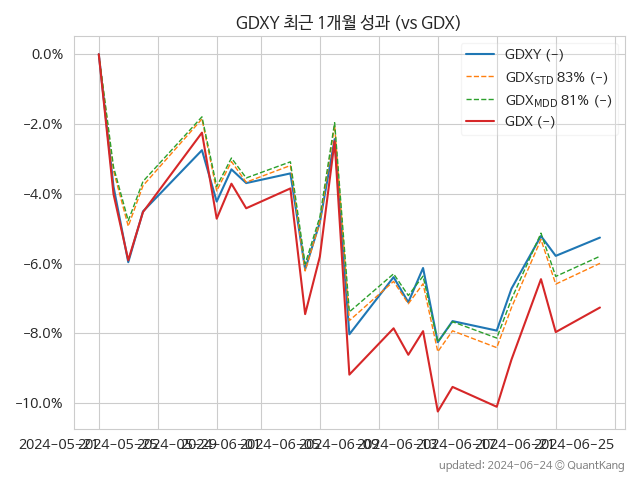 GDXY 최근 1개월 성과 (vs GDX)
GDXY (-)
GDX_STD 83% (-)
GDX_MDD 81% (-)
GDX (-)
0.0%
−2.0%
−4.0%
−6.0%
−8.0%
−10.0%
2024−05−21 2024−05−25 2024−05−29 2024−06−01 2024−06−05 2024−06−09 2024−06−13 2024−06−17 2024−06−21 2024−06−25
updated: 2024-06-24 © QuantKang